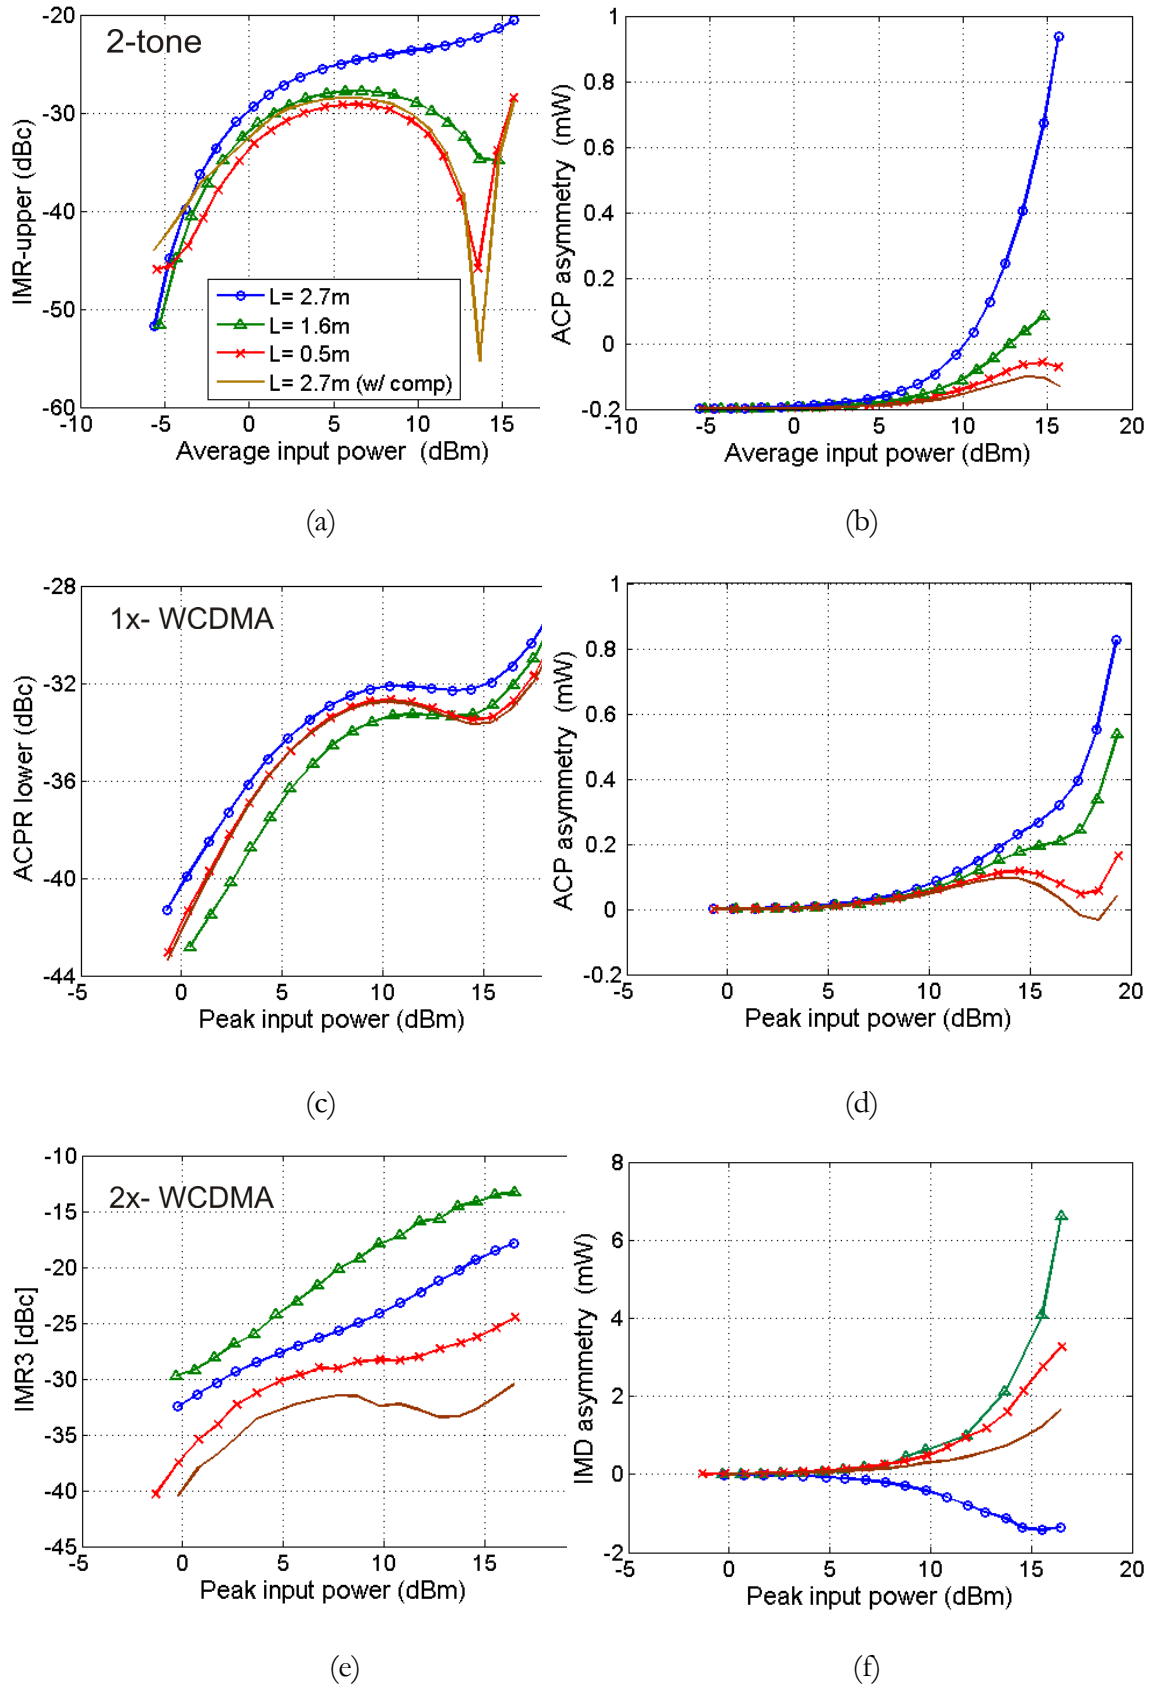 2-tone
IMR-upper (dBc)
-20
-30
-40
-50
-60
L= 2.7m
L= 1.6m
L= 0.5m
L= 2.7m (w/ comp)
-10 -5 0 5 10 15
Average input power (dBm)
(a)
ACP asymmetry (mW)
1
0.8
0.6
0.4
0.2
0
-0.2
-10 -5 0 5 10 15 20
Average input power (dBm)
(b)
1x- WCDMA
ACPR lower (dBc)
-28
-32
-36
-40
-44
-5 0 5 10 15
Peak input power (dBm)
(c)
ACP asymmetry (mW)
1
0.8
0.6
0.4
0.2
0
-0.2
-5 0 5 10 15 20
Peak input power (dBm)
(d)
2x- WCDMA
IMR3 [dBc]
-10
-15
-20
-25
-30
-35
-40
-45
-5 0 5 10 15
Peak input power (dBm)
(e)
IMD asymmetry (mW)
8
6
4
2
0
-2
-5 0 5 10 15 20
Peak input power (dBm)
(f)